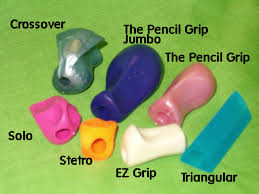 Crossover
The Pencil Grip
Jumbo
The Pencil Grip
Solo
Stetro
EZ Grip
Triangular